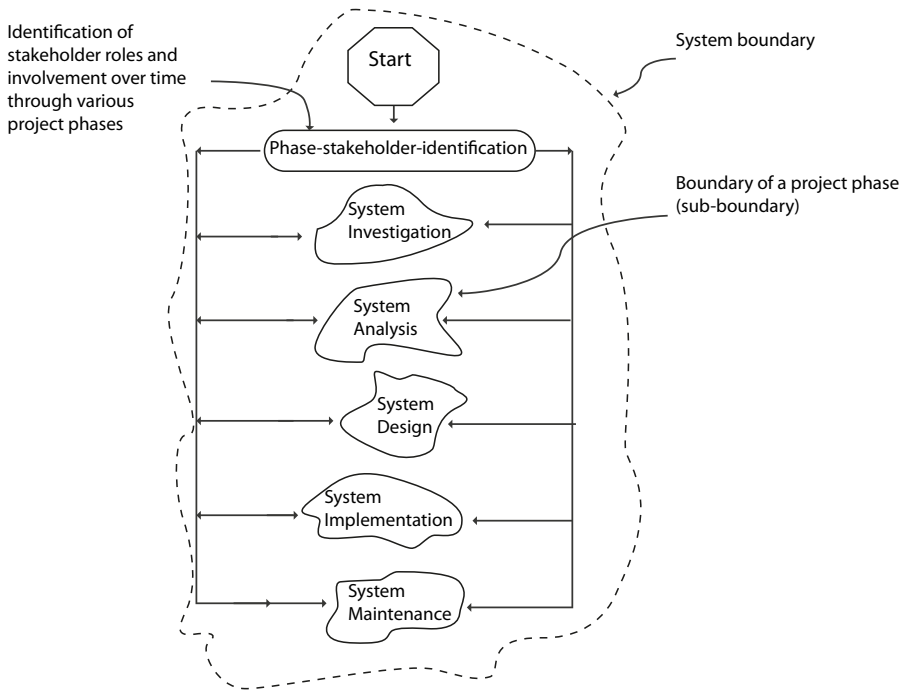 Identification of
stakeholder roles and
involvement over time
through various
project phases
Start
System boundary
Phase-stakeholder-identification
Boundary of a project phase
(sub-boundary)
System
Investigation
System
Analysis
System
Design
System
Implementation
System
Maintenance